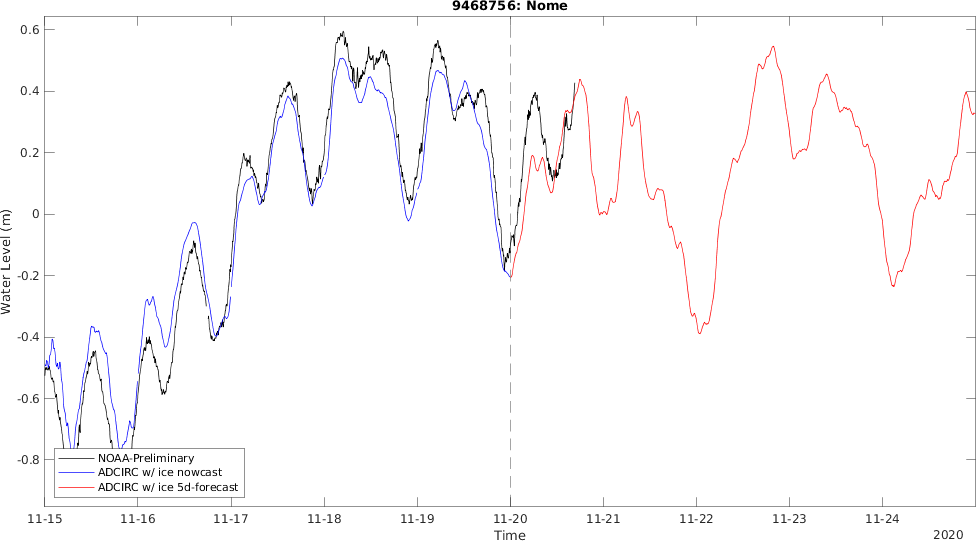 9468756: Nome
0.6
0.4
0.2
0
-0.2
-0.4
-0.6
-0.8
Water Level (m)
NOAA-Preliminary
ADCIRC w/ ice nowcast
ADCIRC w/ ice 5d-forecast
11-15 11-16 11-17 11-18 11-19 11-20 11-21 11-22 11-23 11-24
Time
2020